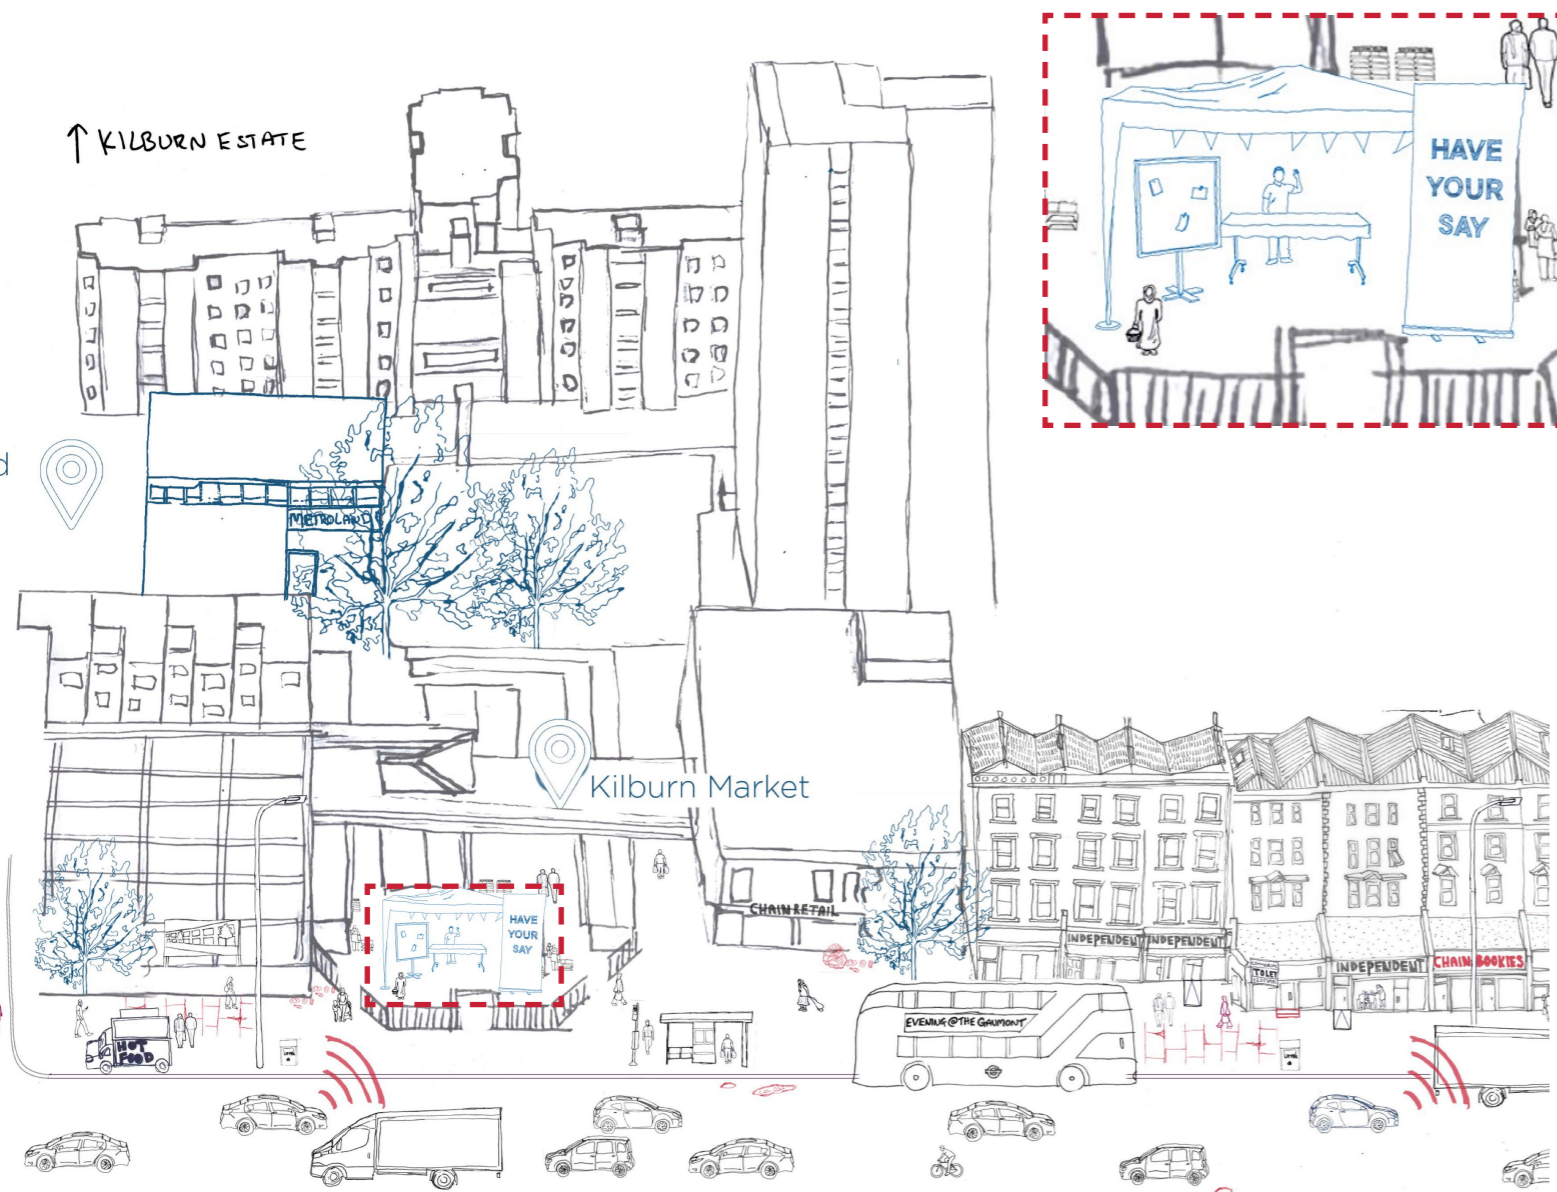 ↑ KILBURN ESTATE
HAVE
YOUR
SAY
d
METROLAND
Kilburn Market
CHAIN RETAIL
HAVE
YOUR
SAY
INDEPENDENT
INDEPENDENT
TO LET
INDEPENDENT
CHAIN BOOKIES
EVENING @ THE GAUMONT
HOT
FOOD
LITTER